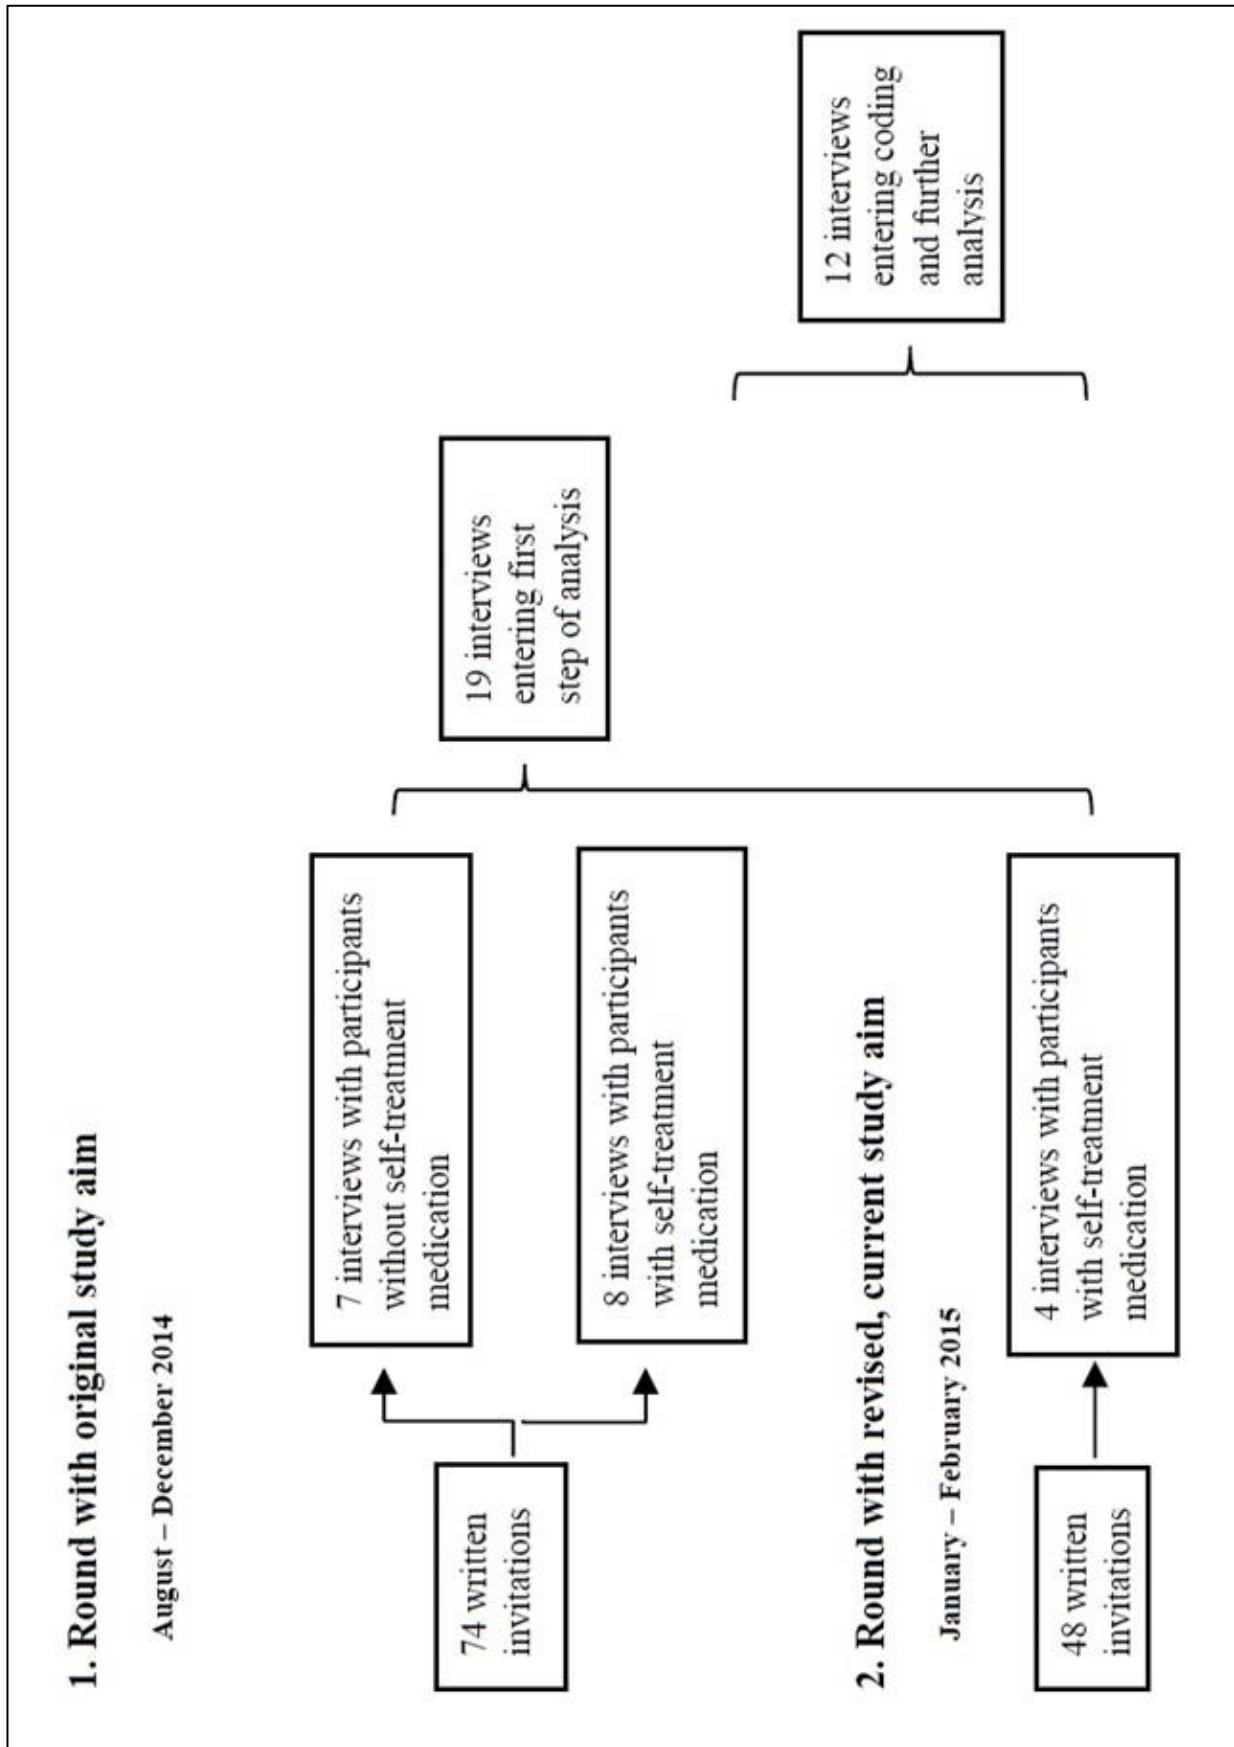 1. Round with original study aim
August – December 2014
74 written
invitations
7 interviews with participants
without self-treatment
medication
8 interviews with participants
with self-treatment
medication
19 interviews
entering first
step of analysis
12 interviews
entering coding
and further
analysis
2. Round with revised, current study aim
January – February 2015
48 written
invitations
4 interviews with participants
with self-treatment
medication